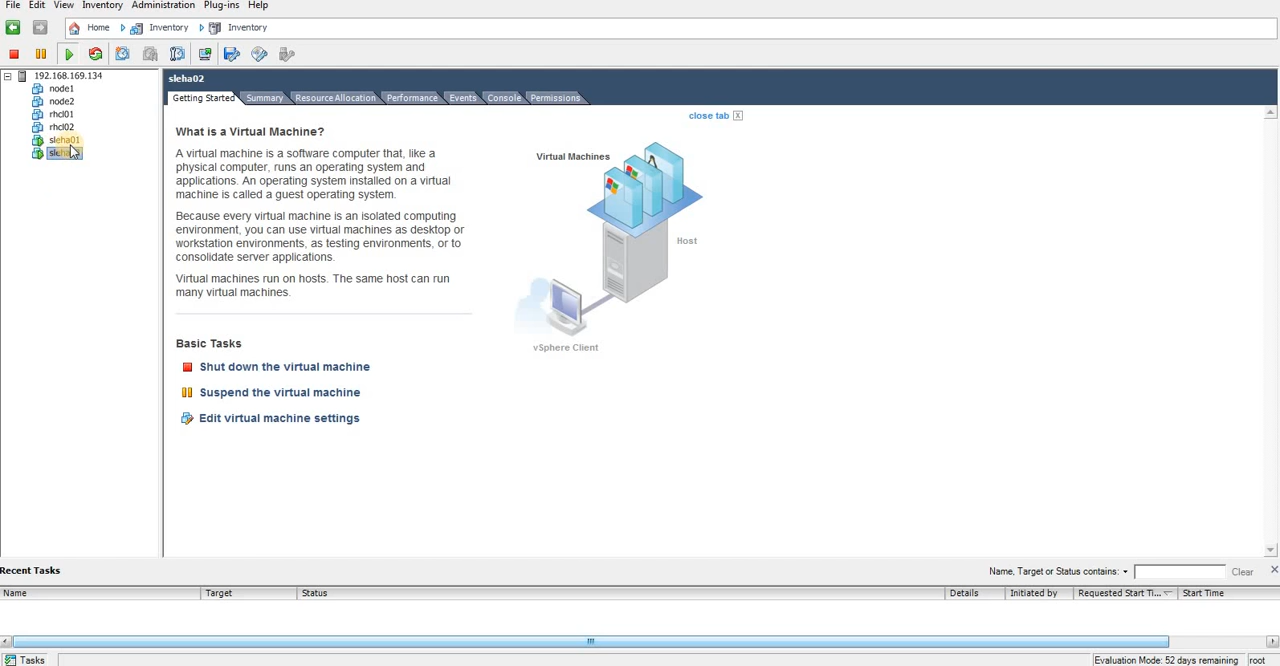 File Edit View Inventory Administration Plug-ins Help
Home Inventory Inventory
192.168.169.134
node1
node2
rhcl01
rhcl02
sleha01
sleha02
Getting Started Summary Resource Allocation Performance Events Console Permissions
close tab X
What is a Virtual Machine?
A virtual machine is a software computer that, like a
physical computer, runs an operating system and
applications. An operating system installed on a virtual
machine is called a guest operating system.
Because every virtual machine is an isolated computing
environment, you can use virtual machines as desktop or
workstation environments, as testing environments, or to
consolidate server applications.
Virtual machines run on hosts. The same host can run
many virtual machines.
Virtual Machines
Host
vSphere Client
Basic Tasks
Shut down the virtual machine
Suspend the virtual machine
Edit virtual machine settings
Recent Tasks
Name, Target or Status contains: Clear
Name Target Status Details Initiated by Requested Start Ti... Start Time
Tasks
Evaluation Mode: 52 days remaining root